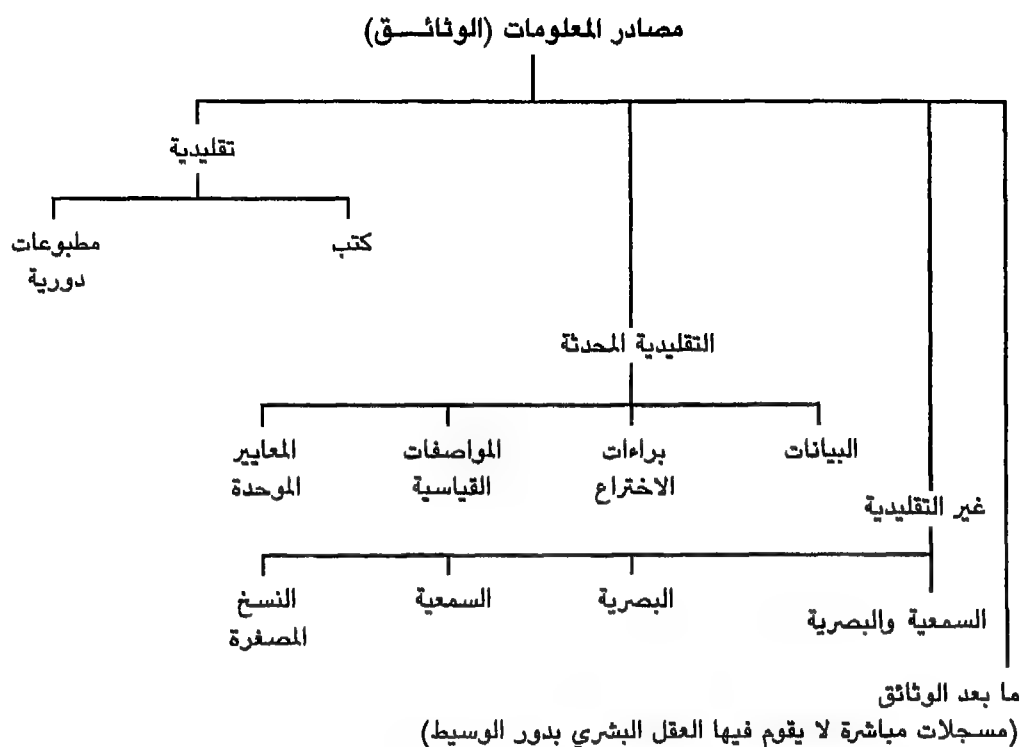 مصادر المعلومات (الوثائــق)
تقليدية
كتب
مطبوعات
دورية
التقليدية المحدثة
البيانات
براءات
الاختراع
المواصفات
القياسية
المعايير
الموحدة
غير التقليدية
السمعية والبصرية
البصرية
السمعية
النسخ
المصغرة
ما بعد الوثائق
(مسجلات مباشرة لا يقوم فيها العقل البشري بدور الوسيط)